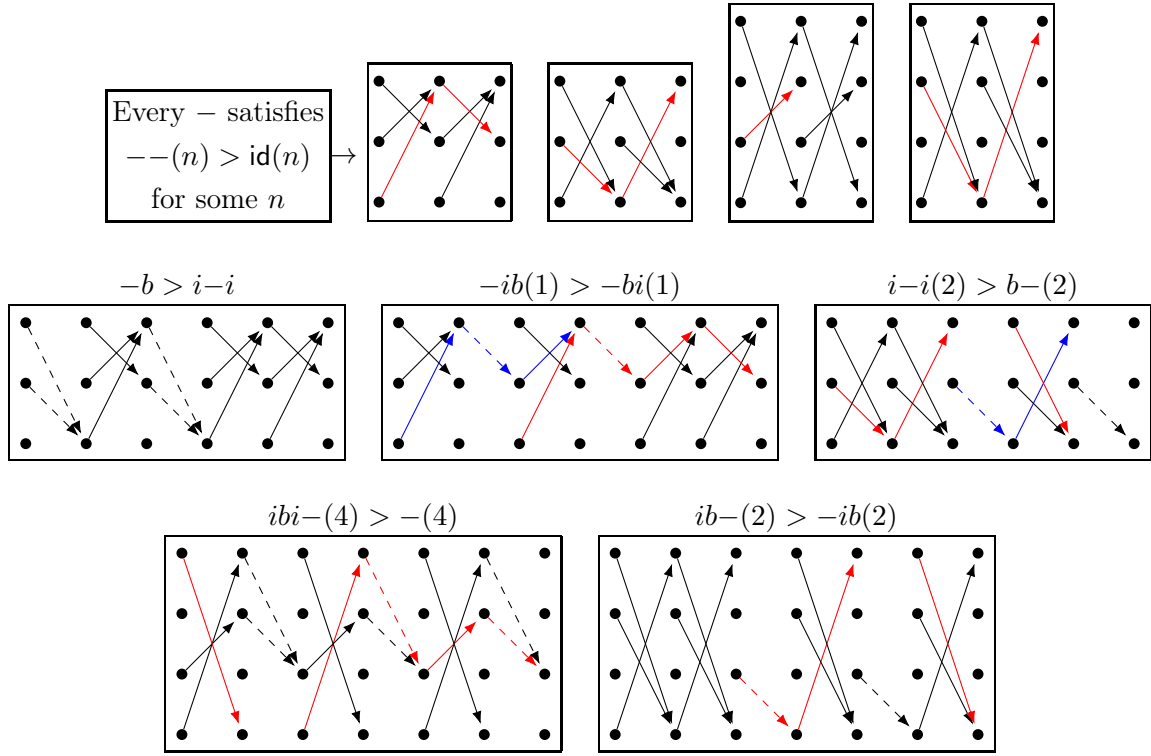 Every − satisfies
−−(n) > id(n)
for some n
−b > i−i
−ib(1) > −bi(1)
i−i(2) > b−(2)
ibi−(4) > −(4)
ib−(2) > −ib(2)